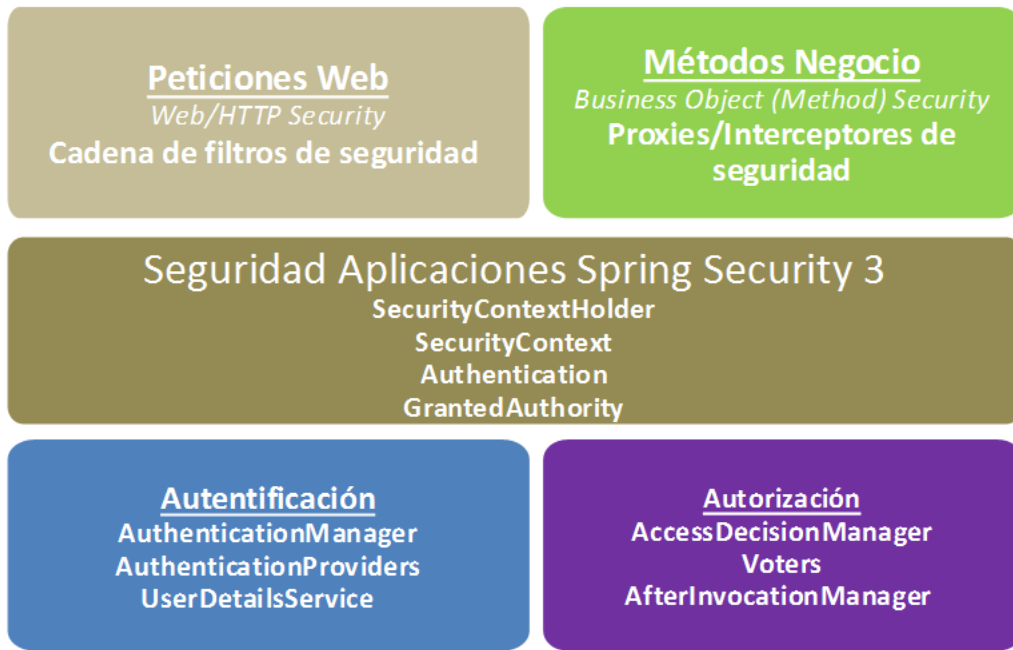 Peticiones Web
Web/HTTP Security
Cadena de filtros de seguridad
Métodos Negocio
Business Object (Method) Security
Proxies/Interceptores de
seguridad
Seguridad Aplicaciones Spring Security 3
SecurityContextHolder
SecurityContext
Authentication
GrantedAuthority
Autentificación
AuthenticationManager
AuthenticationProviders
UserDetailsService
Autorización
AccessDecisionManager
Voters
AfterInvocationManager